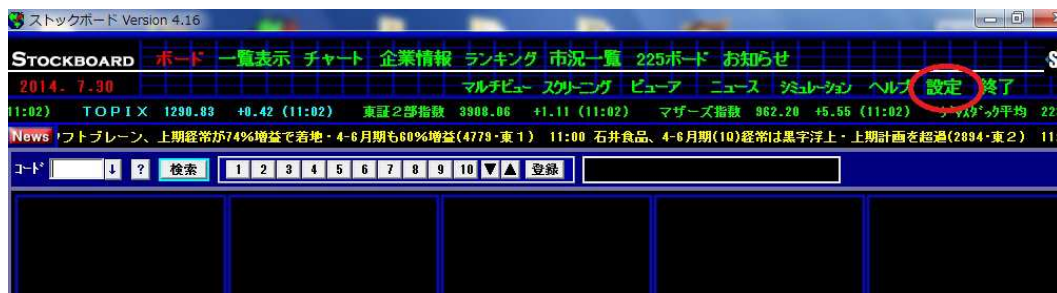 ストックボード Version 4.16
STOCKBOARD ボード 一覧表示 チャート 企業情報 ランキング 市況一覧 225ボード お知らせ
2014. 7.30 マルチビュー スクリーニング ビューア ニュース シミュレーション ヘルプ 設定 終了
11:02) TOPIX 1290.83 +0.42 (11:02) 東証2部指数 3908.06 +1.11 (11:02) マザーズ指数 962.20 +5.55 (11:02) 平均
News フトブレーン、上期経常が74%増益で着地・4-6月期も60%増益(4779・東1) 11:00 石井食品、4-6月期(1Q)経常は黒字浮上・上期計画を超過(2894・東2)
コード ↓ ? 検索 1 2 3 4 5 6 7 8 9 10 ▼ ▲ 登録